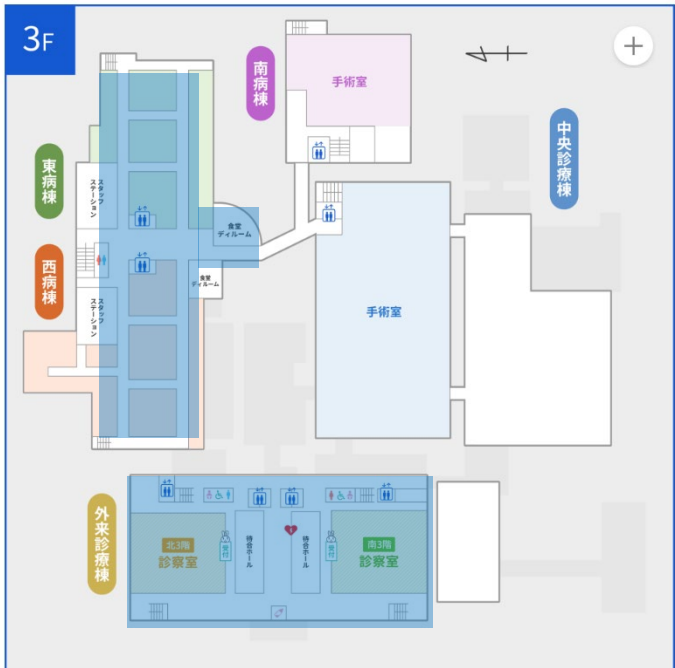 3F
南病棟
手術室
中央診療棟
東病棟
スタッフ
ステーション
食堂
ディルーム
西病棟
食堂
ディルーム
スタッフ
ステーション
手術室
外来診療棟
北3階
診察室
受付
待合ホール
待合ホール
受付
南3階
診察室